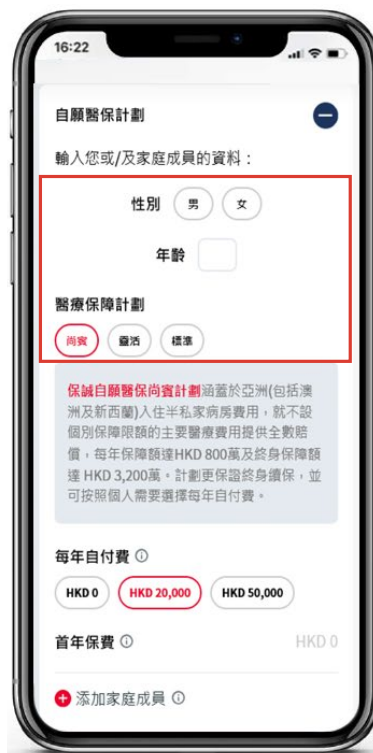 16:22
自願醫保計劃
輸入您或/及家庭成員的資料：
性別 男 女
年齡
醫療保障計劃
尚賓 靈活 標準
保誠自願醫保尚賓計劃涵蓋於亞洲(包括澳
洲及新西蘭)入住半私家病房費用，就不設
個別保障限額的主要醫療費用提供全數賠
償，每年保障額達HKD 800萬及終身保障額
達 HKD 3,200萬。計劃更保證終身續保，並
可按照個人需要選擇每年自付費。
每年自付費
HKD 0 HKD 20,000 HKD 50,000
首年保費 HKD 0
添加家庭成員